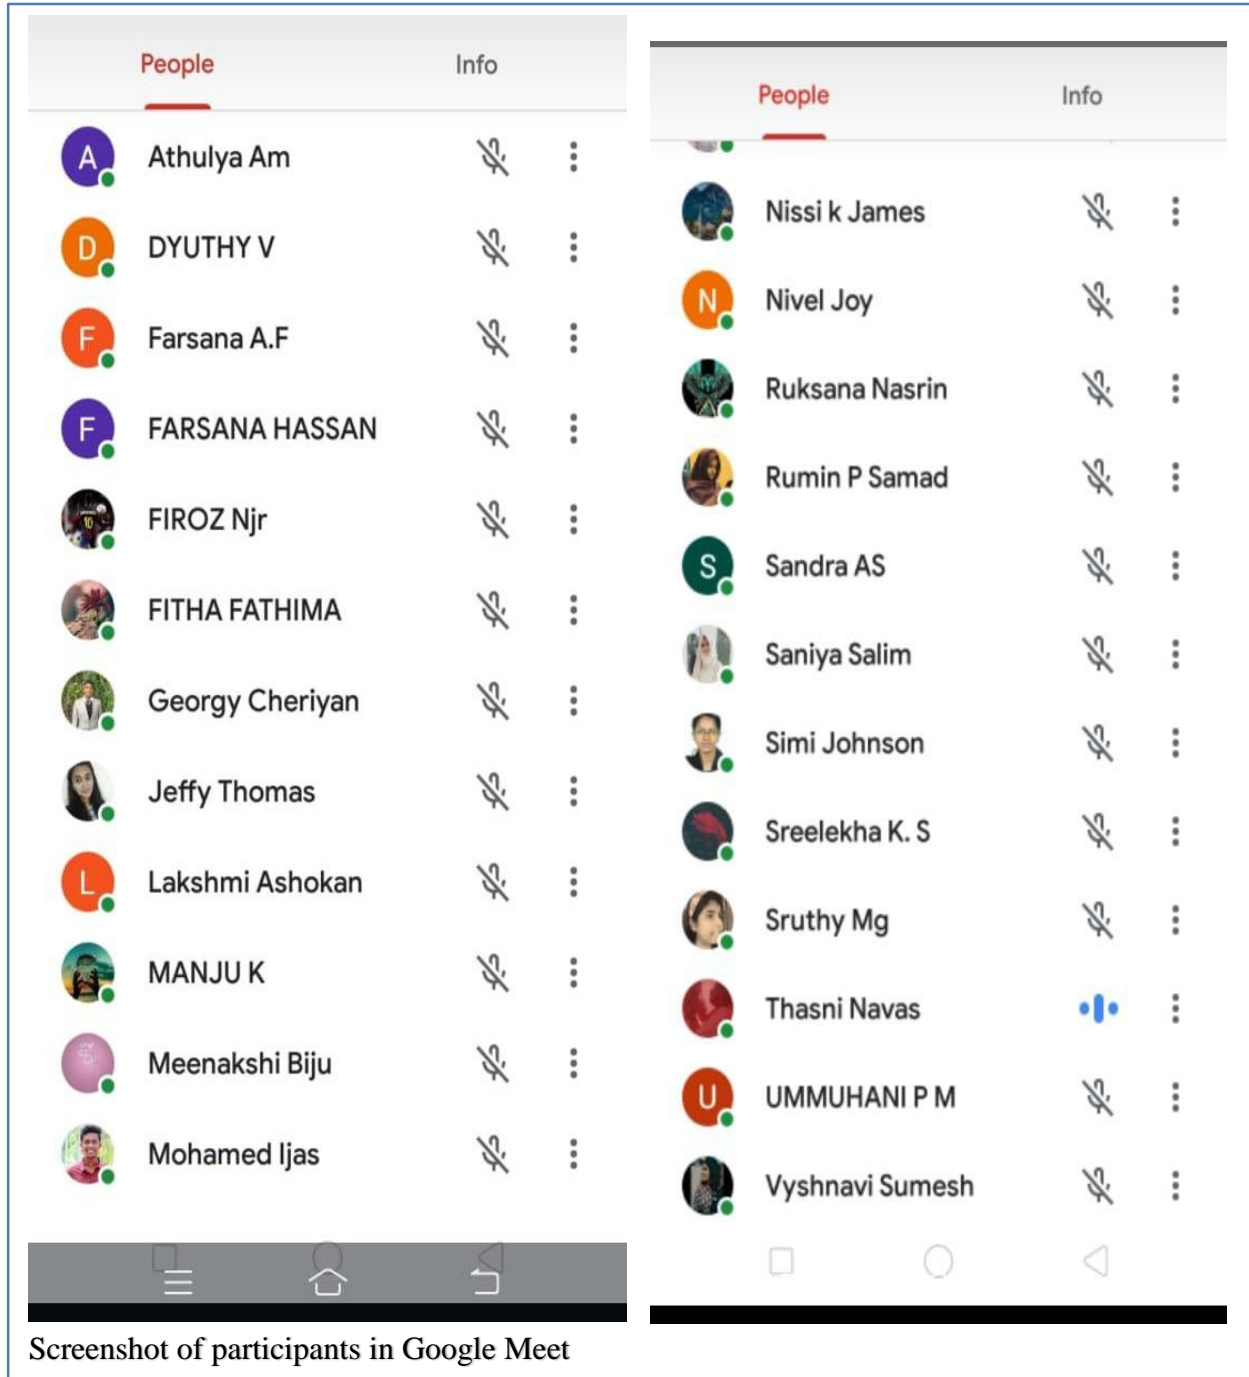 People Info
A Athulya Am
D DYUTHY V
F Farsana A.F
F FARSANA HASSAN
FIROZ Njr
FITHA FATHIMA
Georgy Cheriyan
Jeffy Thomas
L Lakshmi Ashokan
MANJU K
Meenakshi Biju
Mohamed Ijas
People Info
Nissi k James
N Nivel Joy
Ruksana Nasrin
Rumin P Samad
S Sandra AS
Saniya Salim
Simi Johnson
Sreelekha K. S
Sruthy Mg
Thasni Navas
U UMMUHANI P M
Vyshnavi Sumesh
Screenshot of participants in Google Meet